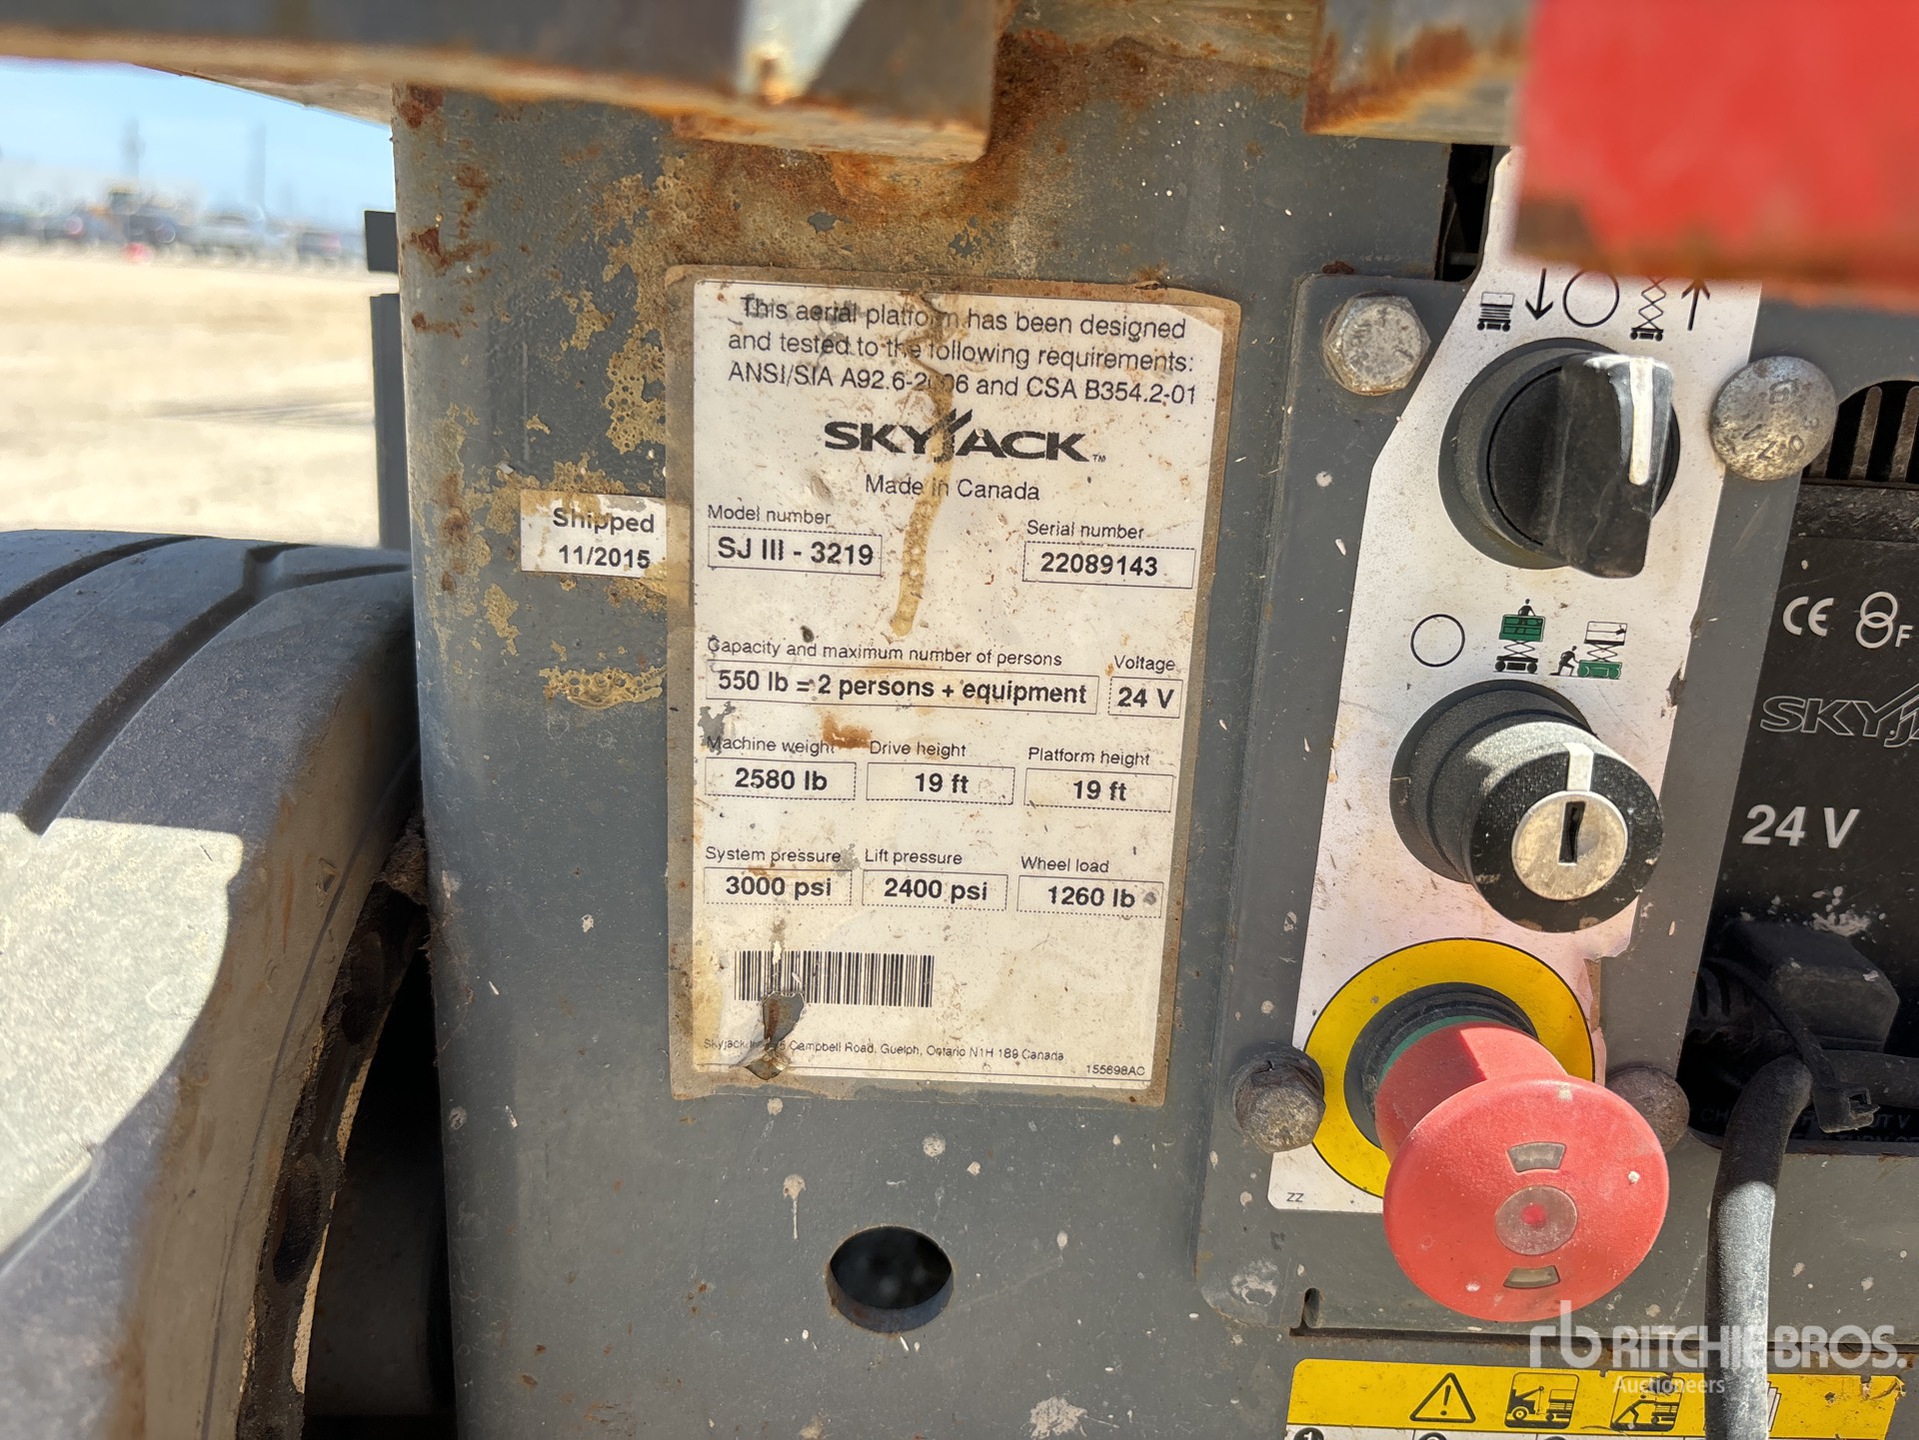 This aerial platform has been designed
and tested to the following requirements:
ANSI/SIA A92.6-2006 and CSA B354.2-01
SKYJACK™
Made in Canada
Shipped
11/2015
Model number
Serial number
SJ III - 3219
22089143
Capacity and maximum number of persons
Voltage
550 lb = 2 persons + equipment
24 V
Machine weight
Drive height
Platform height
2580 lb
19 ft
19 ft
System pressure
Lift pressure
Wheel load
3000 psi
2400 psi
1260 lb
Campbell Road, Guelph, Ontario N1H 1B9 Canada
155698AC
CE
F
SKYJA
24 V
ZZ
rb RITCHIE BROS.
Auctioneers